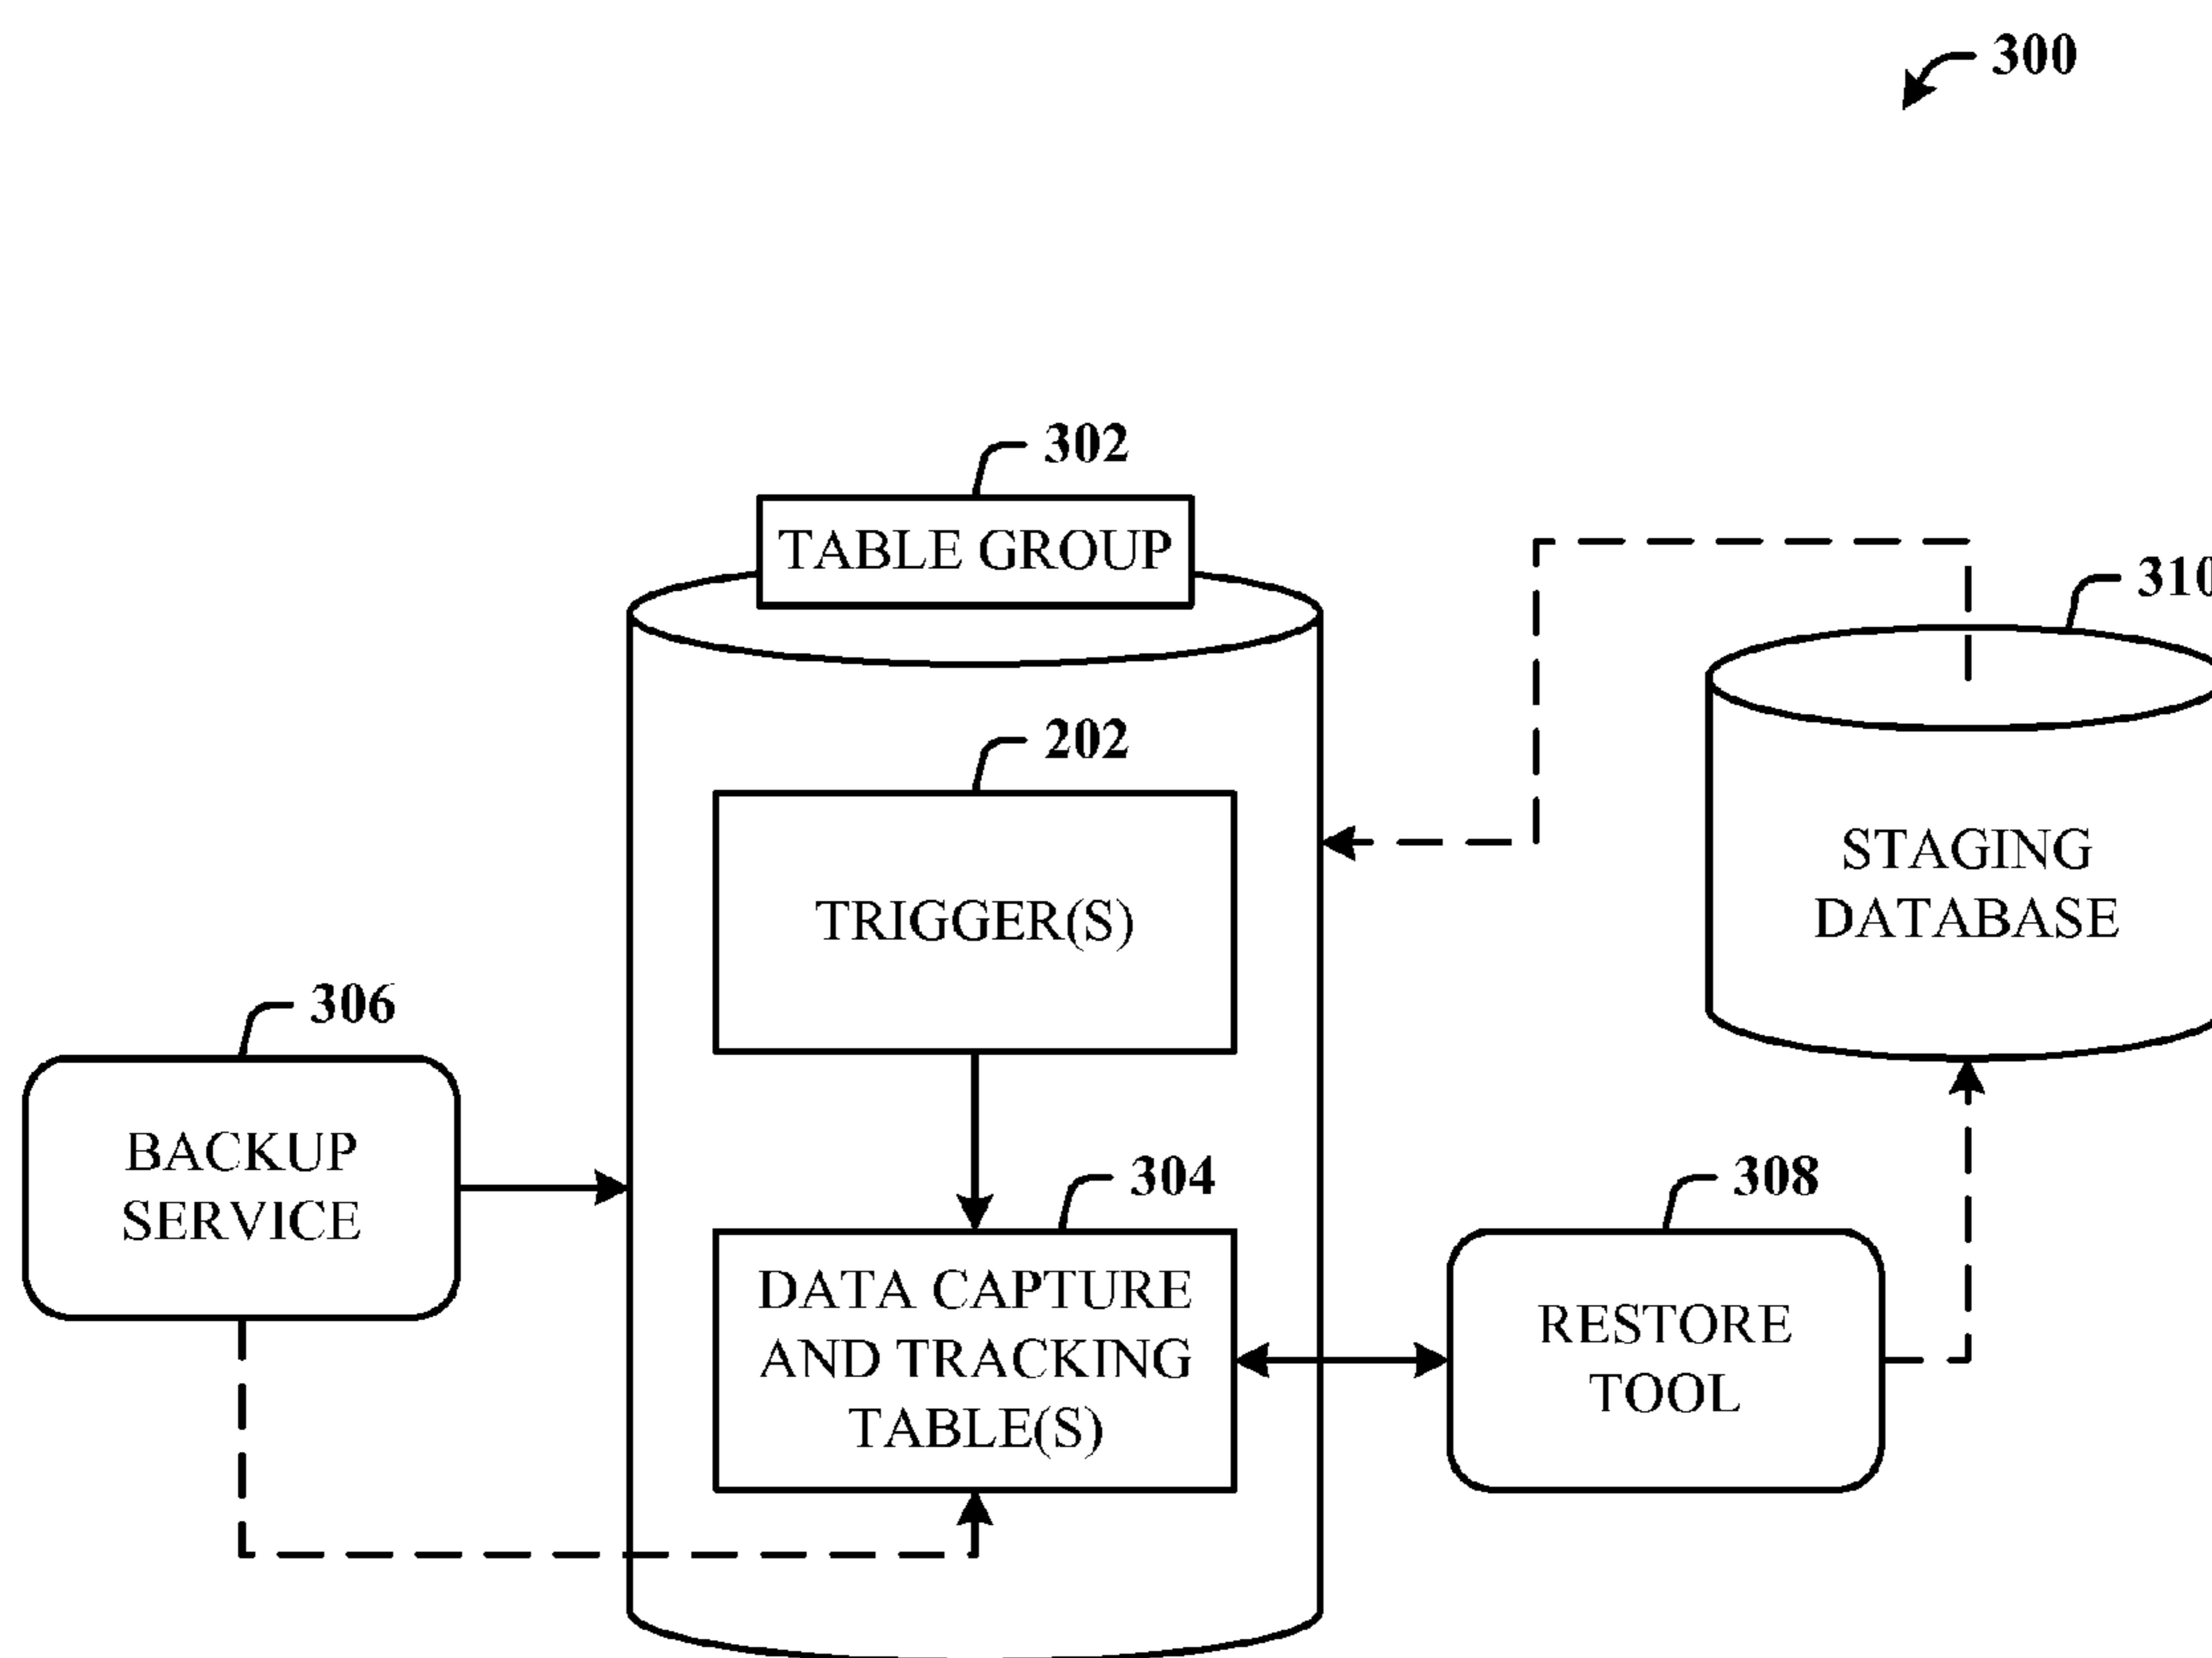 300
302
TABLE GROUP
310
202
STAGING
DATABASE
TRIGGER(S)
306
BACKUP
SERVICE
304
308
DATA CAPTURE
AND TRACKING
TABLE(S)
RESTORE
TOOL